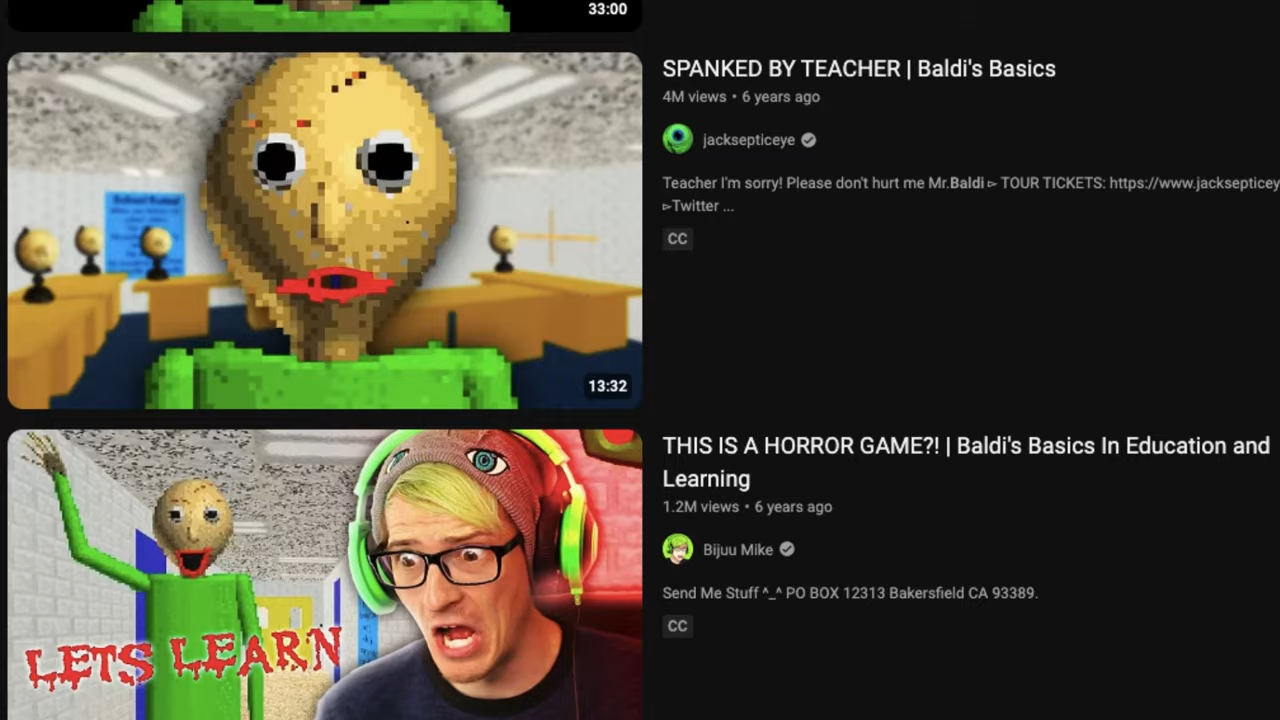 33:00
SPANKED BY TEACHER | Baldi's Basics
4M views • 6 years ago
jacksepticeye
Teacher I'm sorry! Please don't hurt me Mr.Baldi ▻ TOUR TICKETS: https://www.jacksepticey
▻Twitter ...
CC
13:32
THIS IS A HORROR GAME?! | Baldi's Basics In Education and
Learning
1.2M views • 6 years ago
Bijuu Mike
Send Me Stuff ^_^ PO BOX 12313 Bakersfield CA 93389.
CC
LETS LEARN